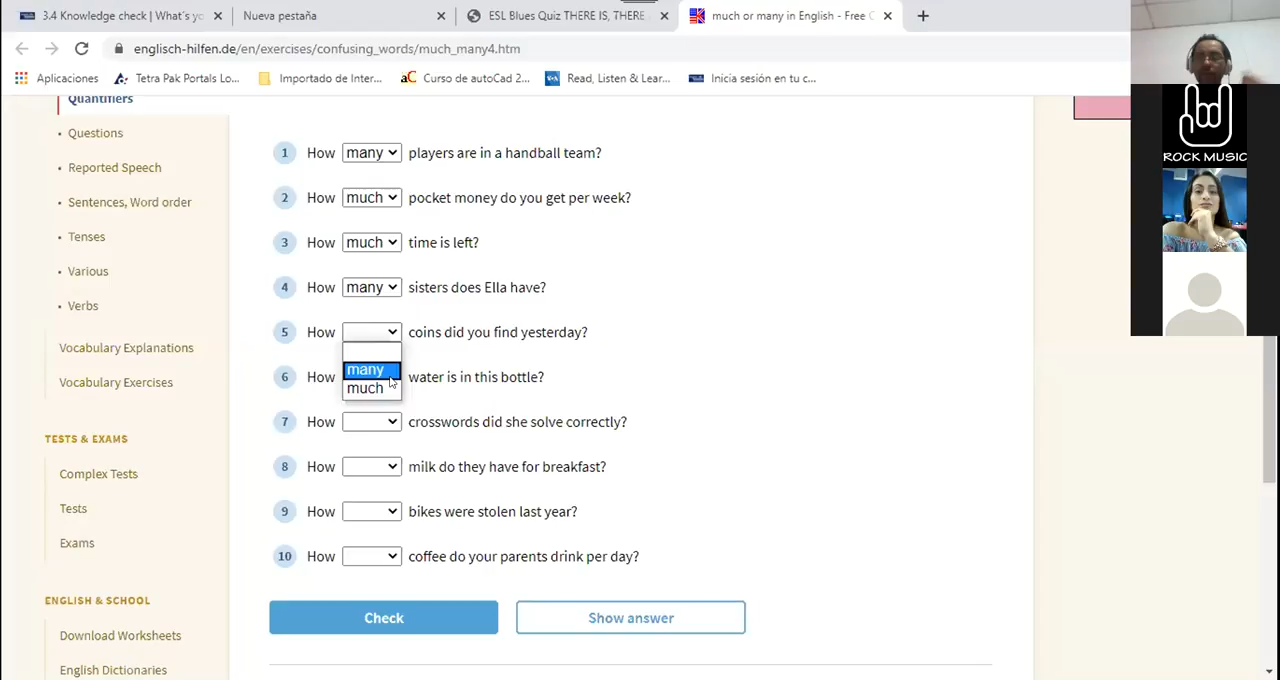 3.4 Knowledge check | What's yo
Nueva pestaña
ESL Blues Quiz THERE IS, THERE
much or many in English - Free
englisch-hilfen.de/en/exercises/confusing_words/much_many4.htm
Aplicaciones
Tetra Pak Portals Lo...
Importado de Inter...
aC Curso de autoCad 2...
VOA Read, Listen & Lear...
Inicia sesión en tu c...
Quantifiers
• Questions
• Reported Speech
• Sentences, Word order
• Tenses
• Various
• Verbs
Vocabulary Explanations
Vocabulary Exercises
TESTS & EXAMS
Complex Tests
Tests
Exams
ENGLISH & SCHOOL
Download Worksheets
English Dictionaries
1 How many players are in a handball team?
2 How much pocket money do you get per week?
3 How much time is left?
4 How many sisters does Ella have?
5 How coins did you find yesterday?
many
much
6 How water is in this bottle?
7 How crosswords did she solve correctly?
8 How milk do they have for breakfast?
9 How bikes were stolen last year?
10 How coffee do your parents drink per day?
Check
Show answer
ROCK MUSIC